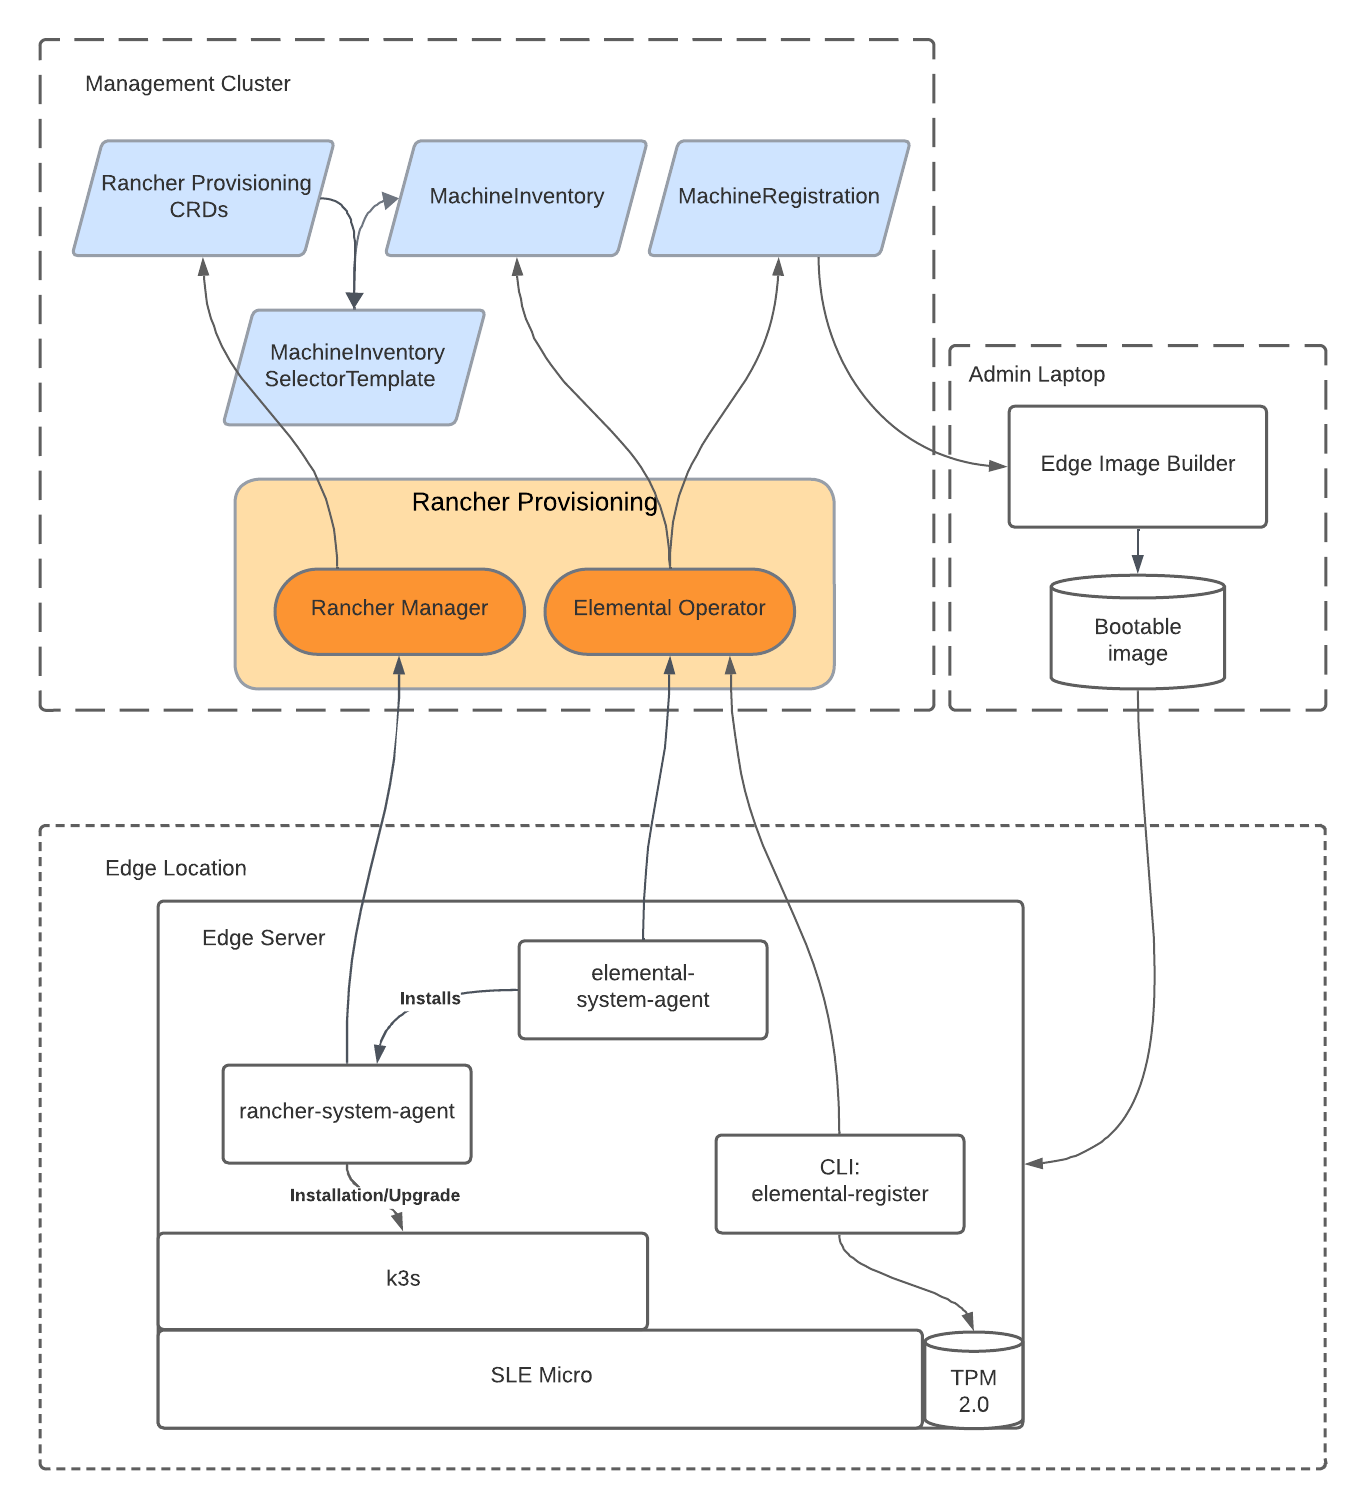 Management Cluster
Rancher Provisioning
CRDs
MachineInventory
MachineRegistration
MachineInventory
SelectorTemplate
Admin Laptop
Edge Image Builder
Rancher Provisioning
Rancher Manager
Elemental Operator
Bootable
image
Edge Location
Edge Server
elemental-
system-agent
Installs
rancher-system-agent
CLI:
elemental-register
Installation/Upgrade
k3s
SLE Micro
TPM
2.0